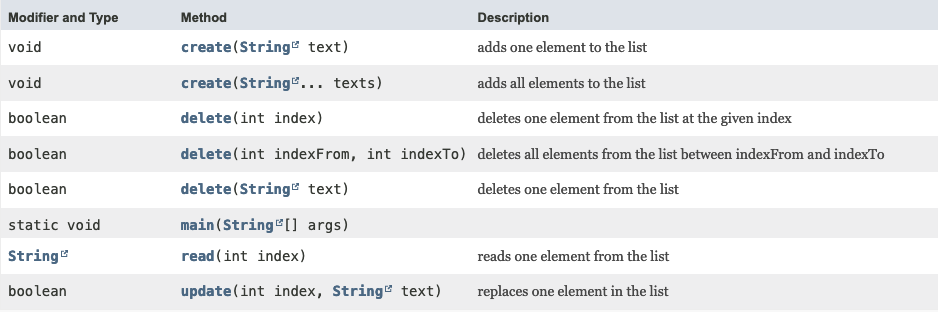 Modifier and Type Method Description
void create(String text) adds one element to the list
void create(String... texts) adds all elements to the list
boolean delete(int index) deletes one element from the list at the given index
boolean delete(int indexFrom, int indexTo) deletes all elements from the list between indexFrom and indexTo
boolean delete(String text) deletes one element from the list
static void main(String[] args)
String read(int index) reads one element from the list
boolean update(int index, String text) replaces one element in the list